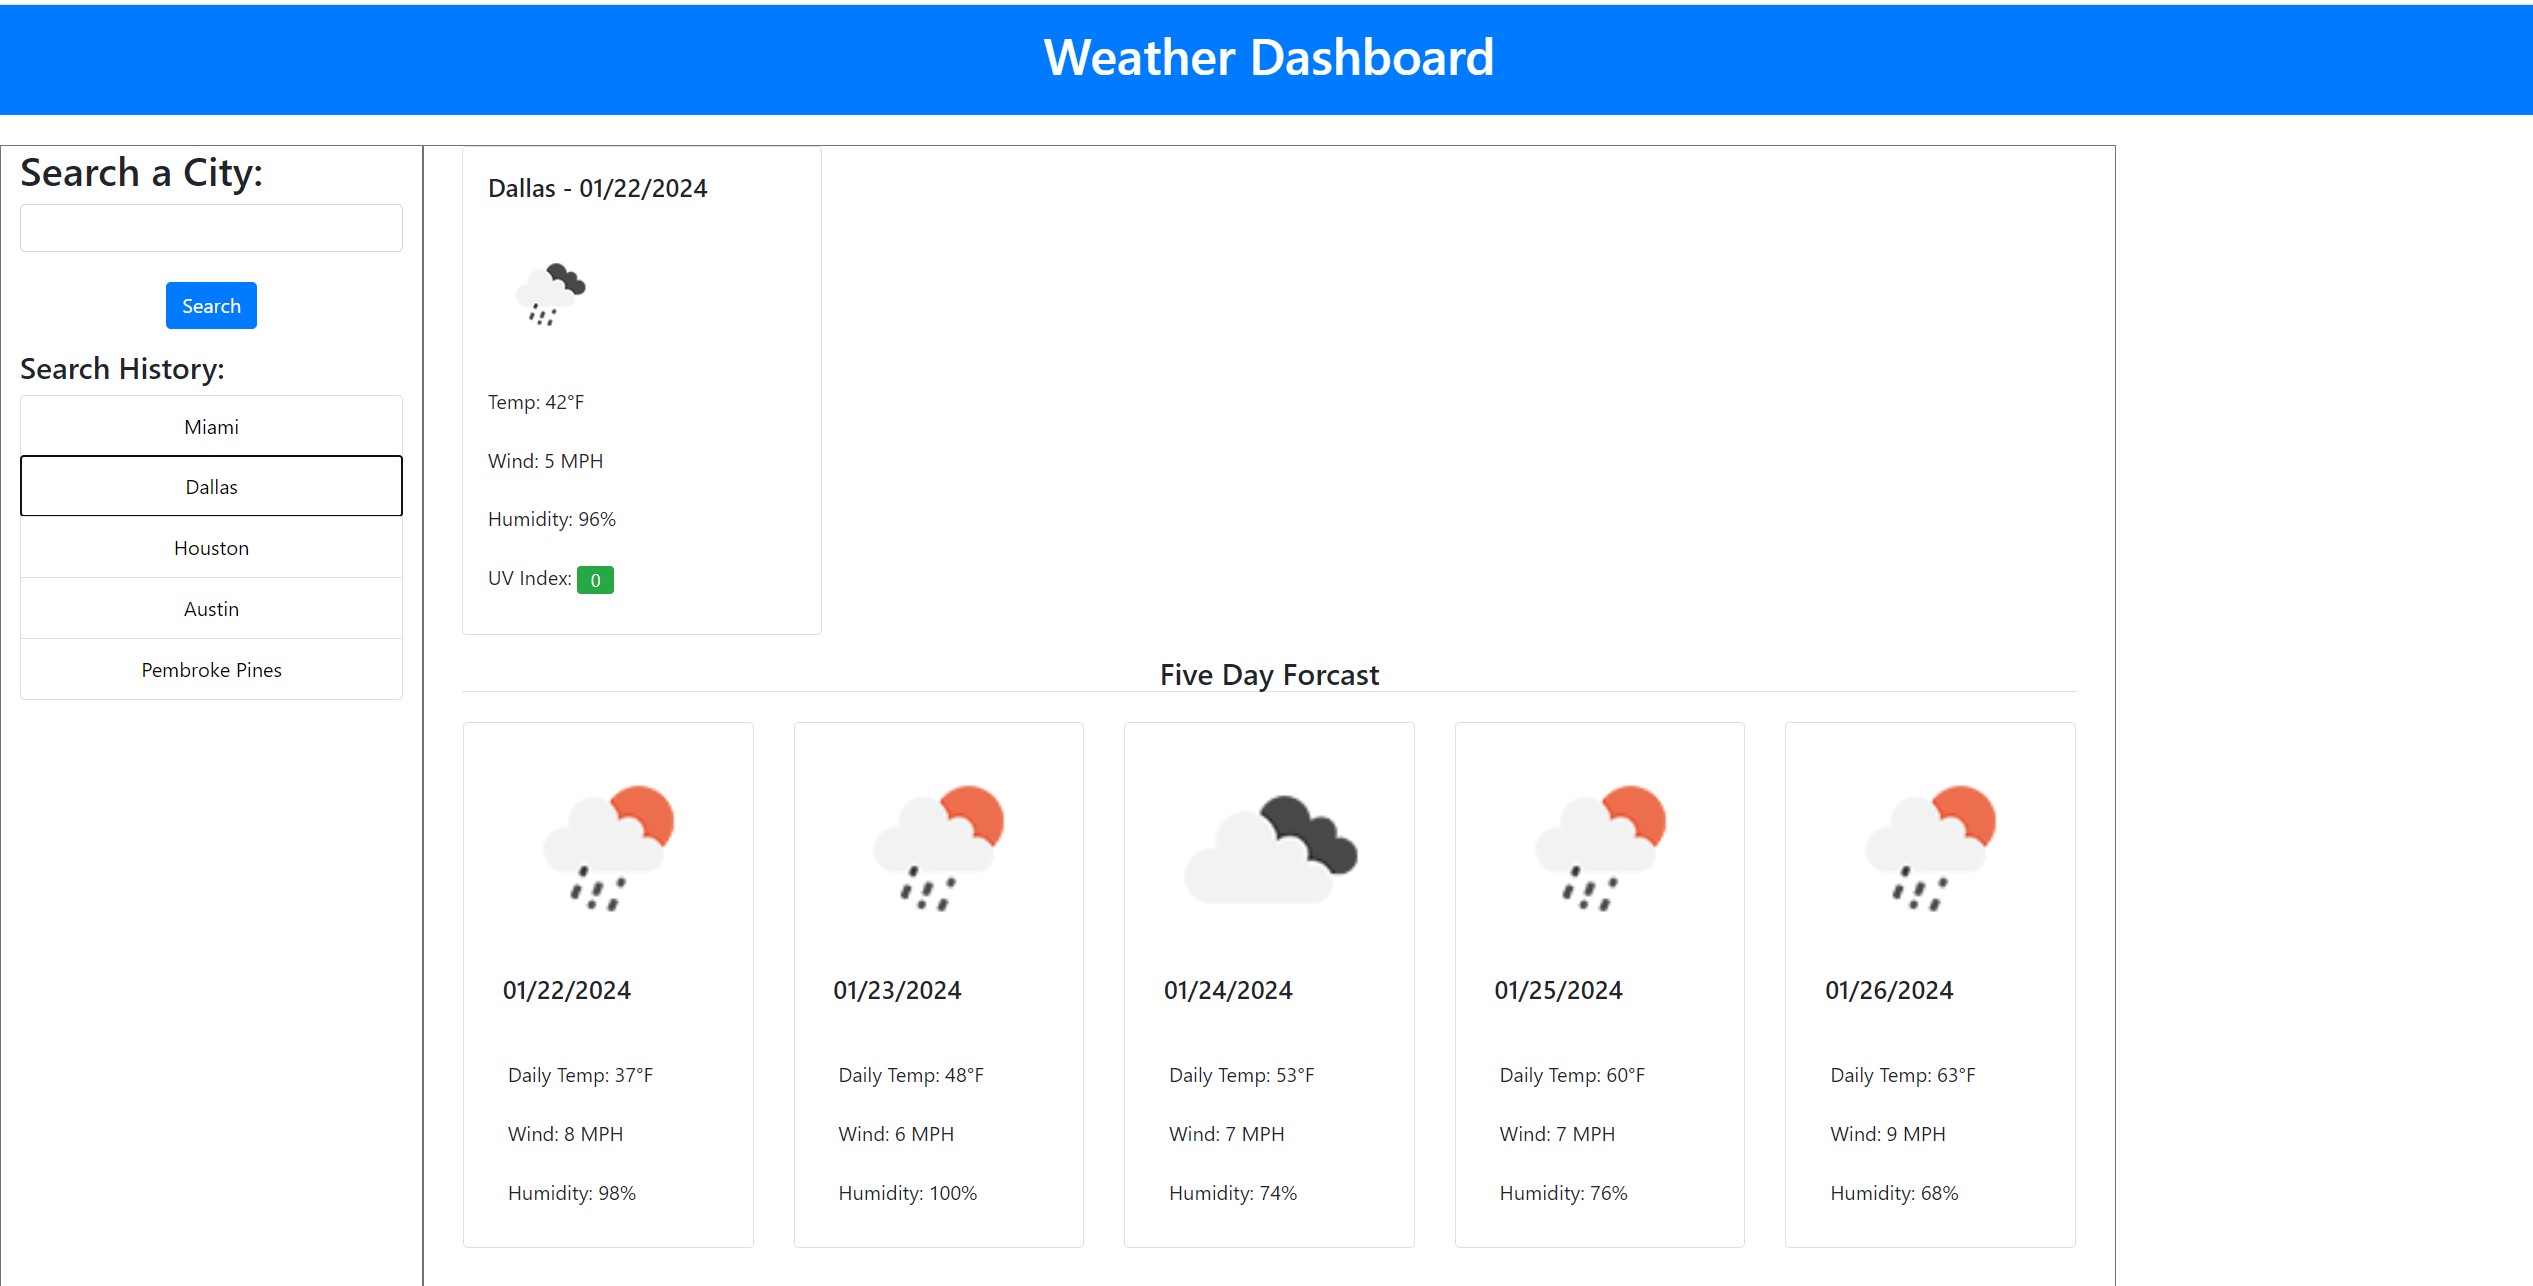 Weather Dashboard
Search a City:
Search
Search History:
Miami
Dallas
Houston
Austin
Pembroke Pines
Dallas - 01/22/2024
Temp: 42°F
Wind: 5 MPH
Humidity: 96%
UV Index: 0
Five Day Forcast
01/22/2024
Daily Temp: 37°F
Wind: 8 MPH
Humidity: 98%
01/23/2024
Daily Temp: 48°F
Wind: 6 MPH
Humidity: 100%
01/24/2024
Daily Temp: 53°F
Wind: 7 MPH
Humidity: 74%
01/25/2024
Daily Temp: 60°F
Wind: 7 MPH
Humidity: 76%
01/26/2024
Daily Temp: 63°F
Wind: 9 MPH
Humidity: 68%